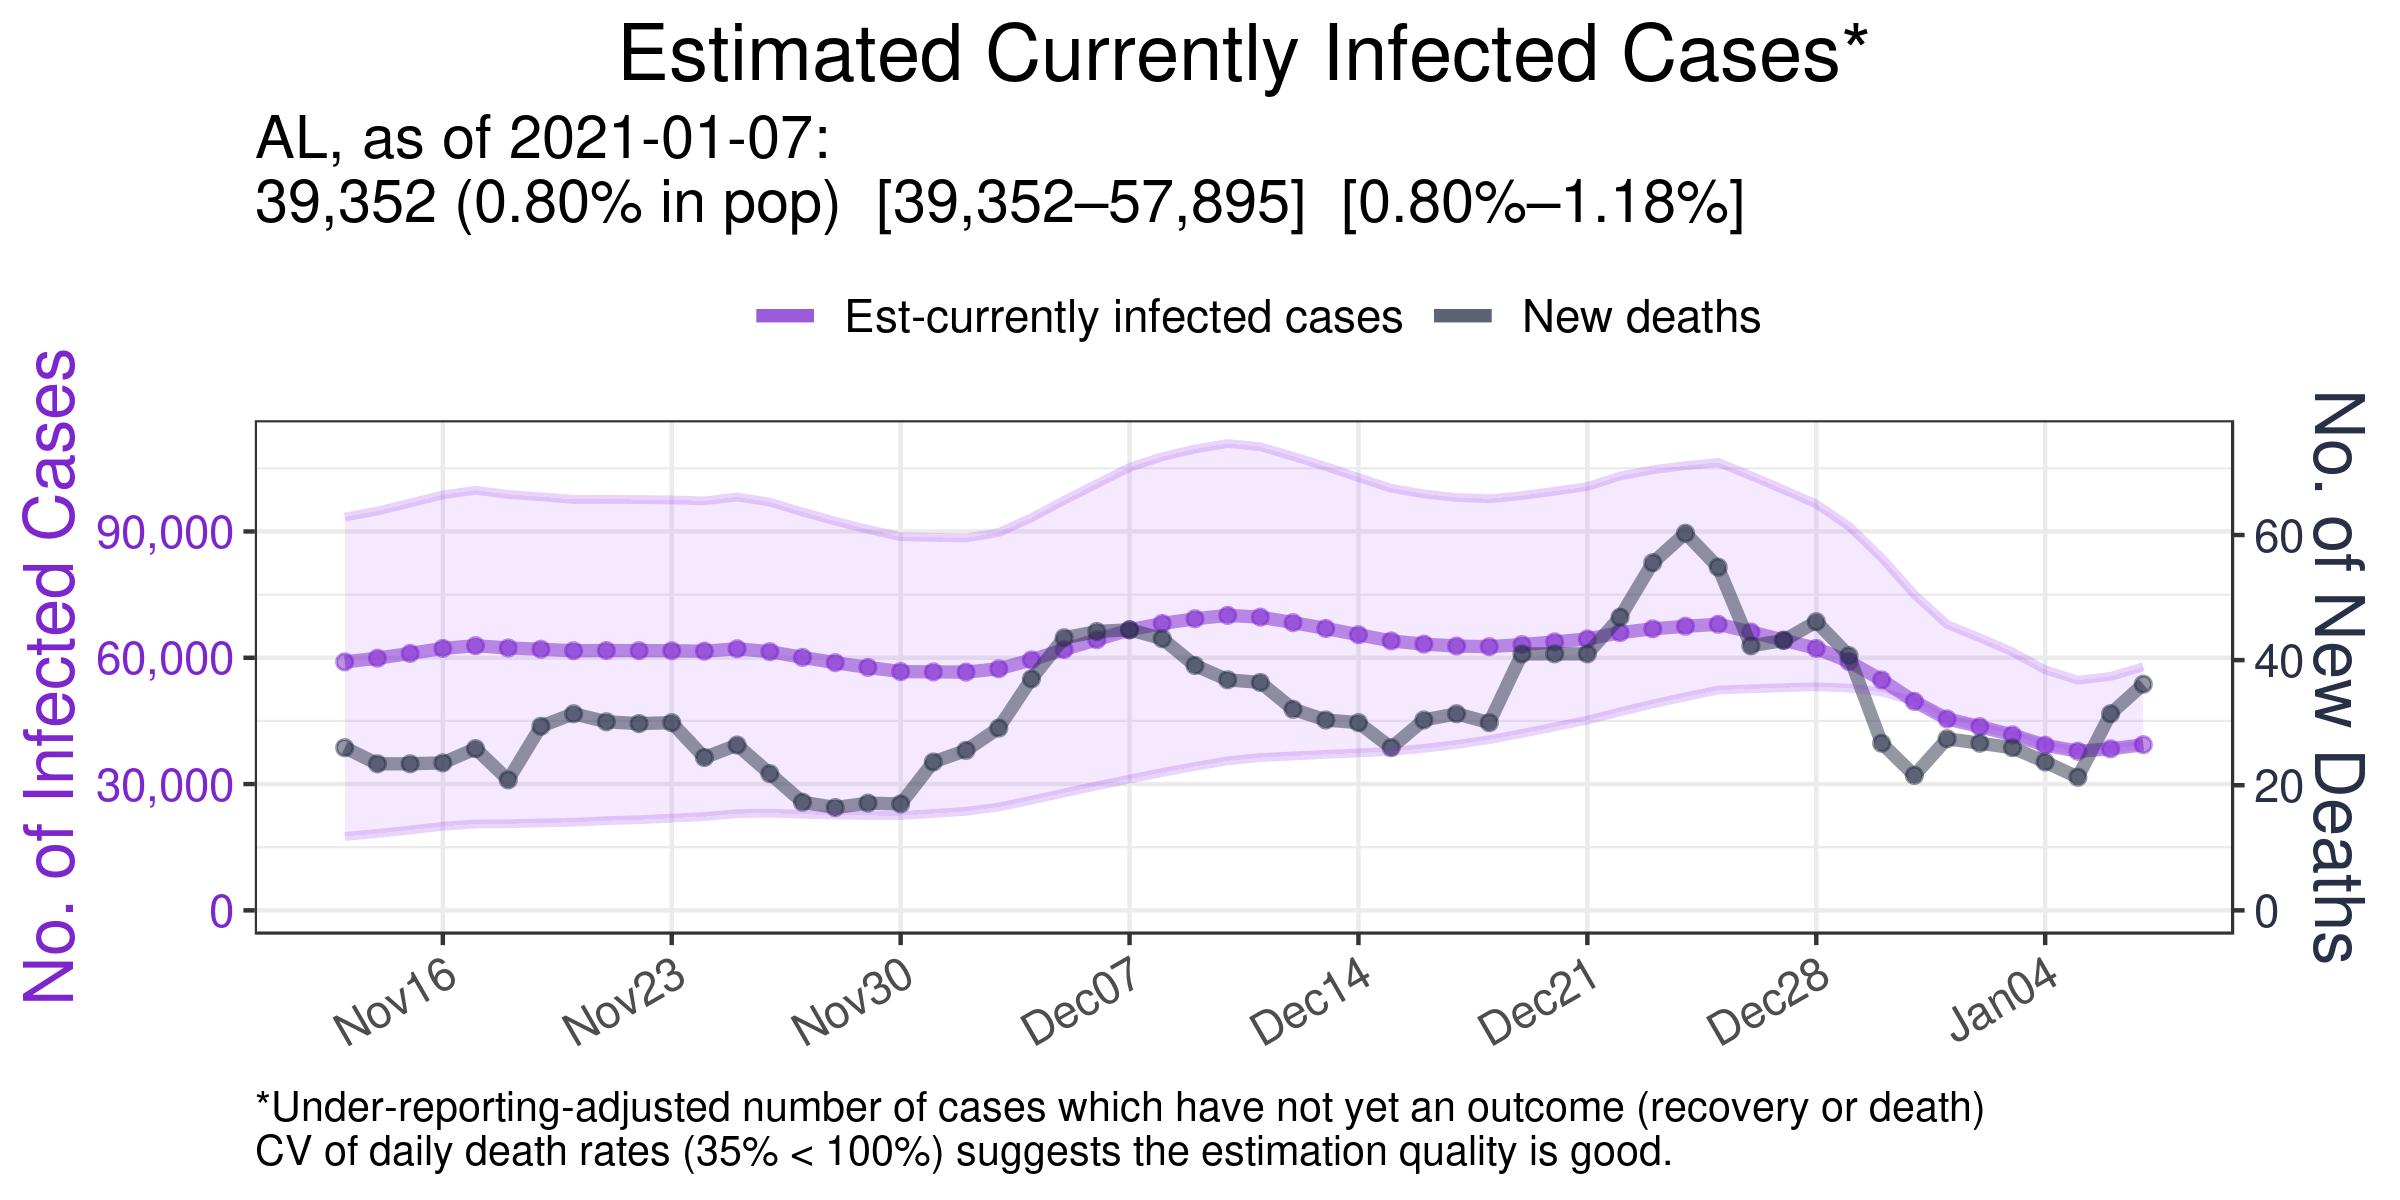 Estimated Currently Infected Cases*
AL, as of 2021-01-07:
39,352 (0.80% in pop)  [39,352–57,895]  [0.80%–1.18%]
Est-currently infected cases
New deaths
No. of Infected Cases
90,000
60,000
30,000
0
60
40
20
0
No. of New Deaths
Nov16
Nov23
Nov30
Dec07
Dec14
Dec21
Dec28
Jan04
*Under-reporting-adjusted number of cases which have not yet an outcome (recovery or death)
CV of daily death rates (35% < 100%) suggests the estimation quality is good.